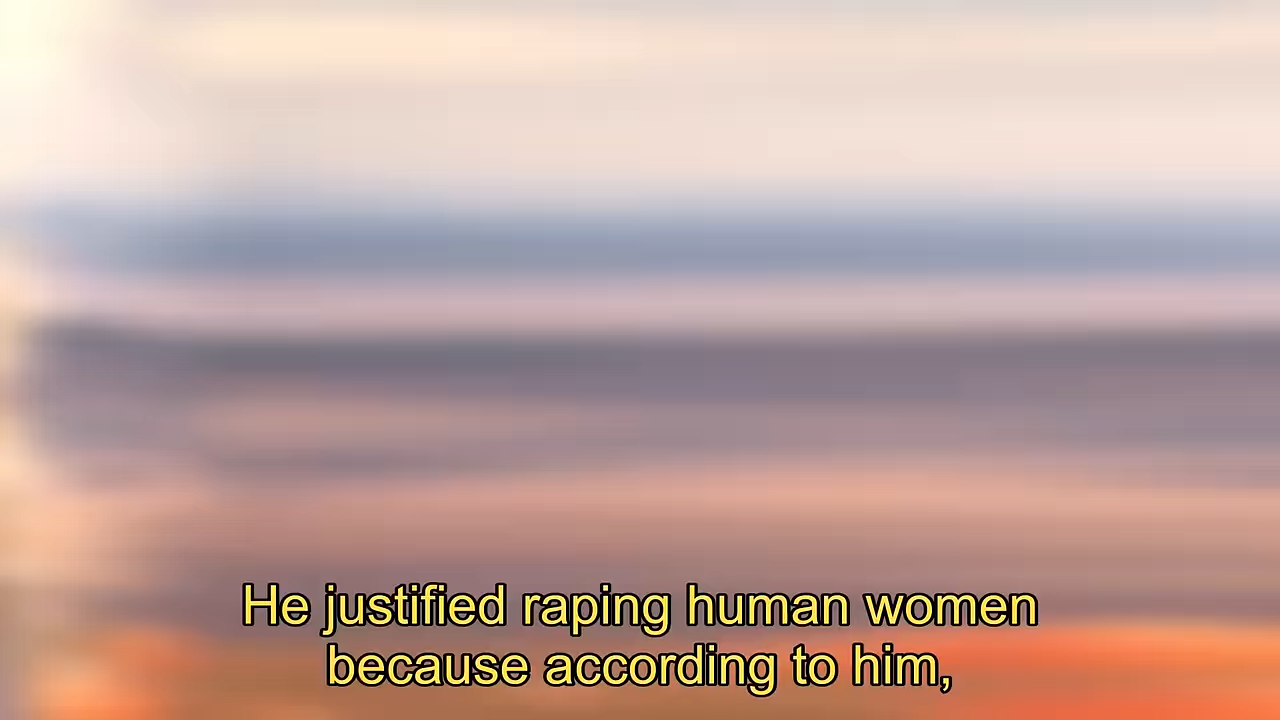 He justified raping human women
because according to him,